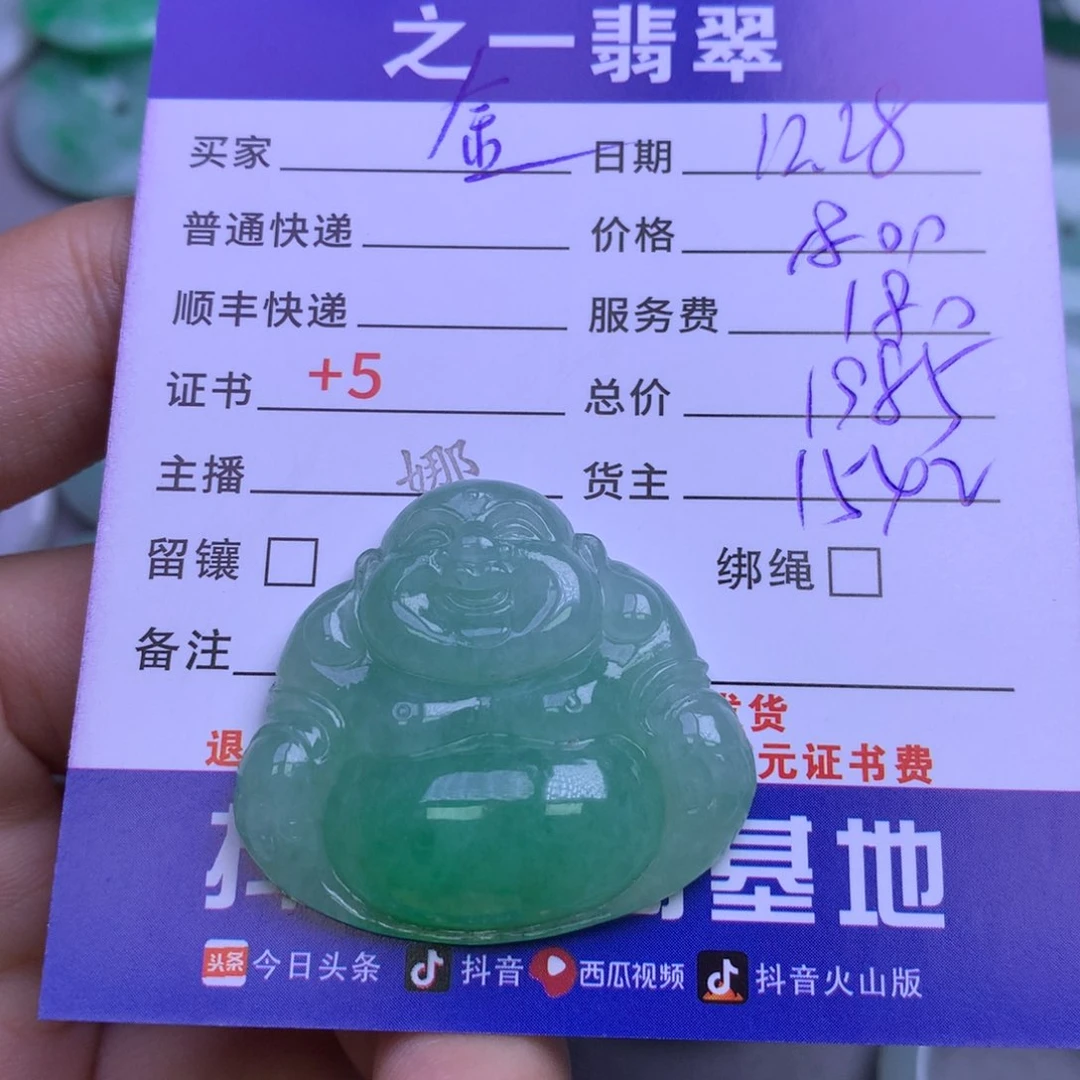 之一翡翠
买家 金 日期 12.28
普通快递 价格
顺丰快递 服务费 180
证书 +5 总价 1985
主播 娜 货主 1542
留镶 绑绳
备注
发货
退 元证书费
基地
头条 今日头条 抖音 西瓜视频 抖音火山版